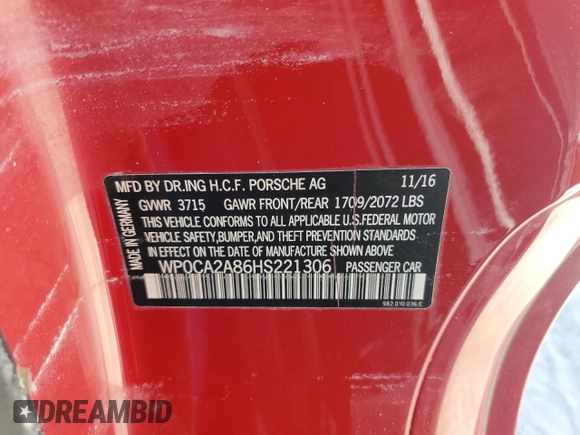 MFD BY DR.ING H.C.F. PORSCHE AG 11/16
GVWR 3715 GAWR FRONT/REAR 1709/2072 LBS
THIS VEHICLE CONFORMS TO ALL APPLICABLE U.S.FEDERAL MOTOR
VEHICLE SAFETY,BUMPER,AND THEFT PREVENTION STANDARDS
IN EFFECT ON THE DATE OF MANUFACTURE SHOWN ABOVE.
WP0CA2A86HS221306 PASSENGER CAR
982 010 036 E
MADE IN GERMANY
DREAMBID